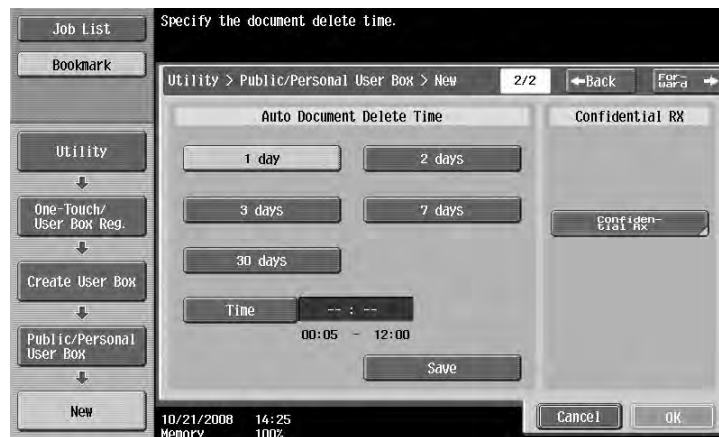 Job List
Bookmark
Specify the document delete time.
Utility > Public/Personal User Box > New
2/2
←Back
For-
ward →
Auto Document Delete Time
Confidential RX
Utility
One-Touch/
User Box Reg.
Create User Box
Public/Personal
User Box
New
1 day
2 days
3 days
7 days
30 days
Time
-- : --
00:05 - 12:00
Save
Confiden-
tial Rx
10/21/2008 14:25
Memory 100%
Cancel
OK